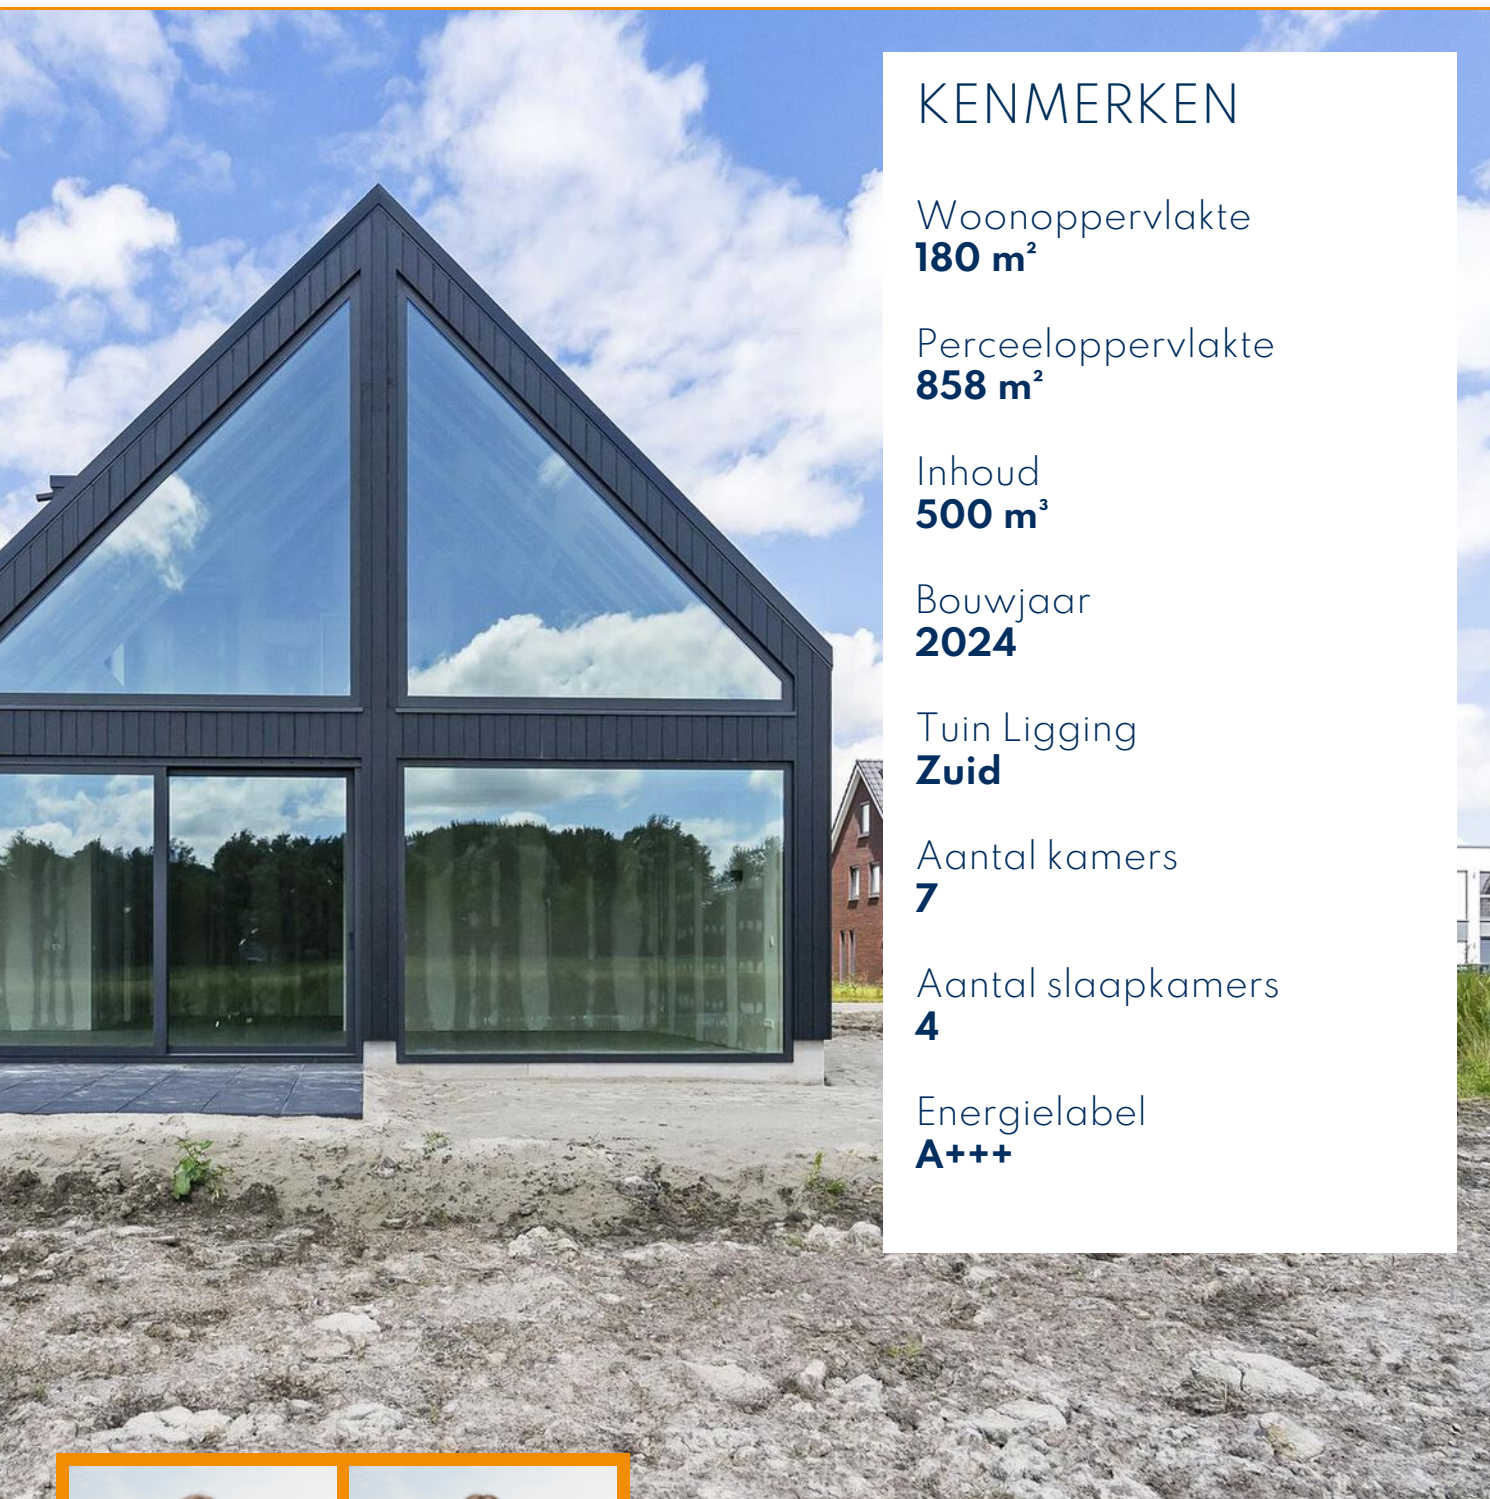 KENMERKEN
Woonoppervlakte
180 m²
Perceeloppervlakte
858 m²
Inhoud
500 m³
Bouwjaar
2024
Tuin Ligging
Zuid
Aantal kamers
7
Aantal slaapkamers
4
Energielabel
A+++